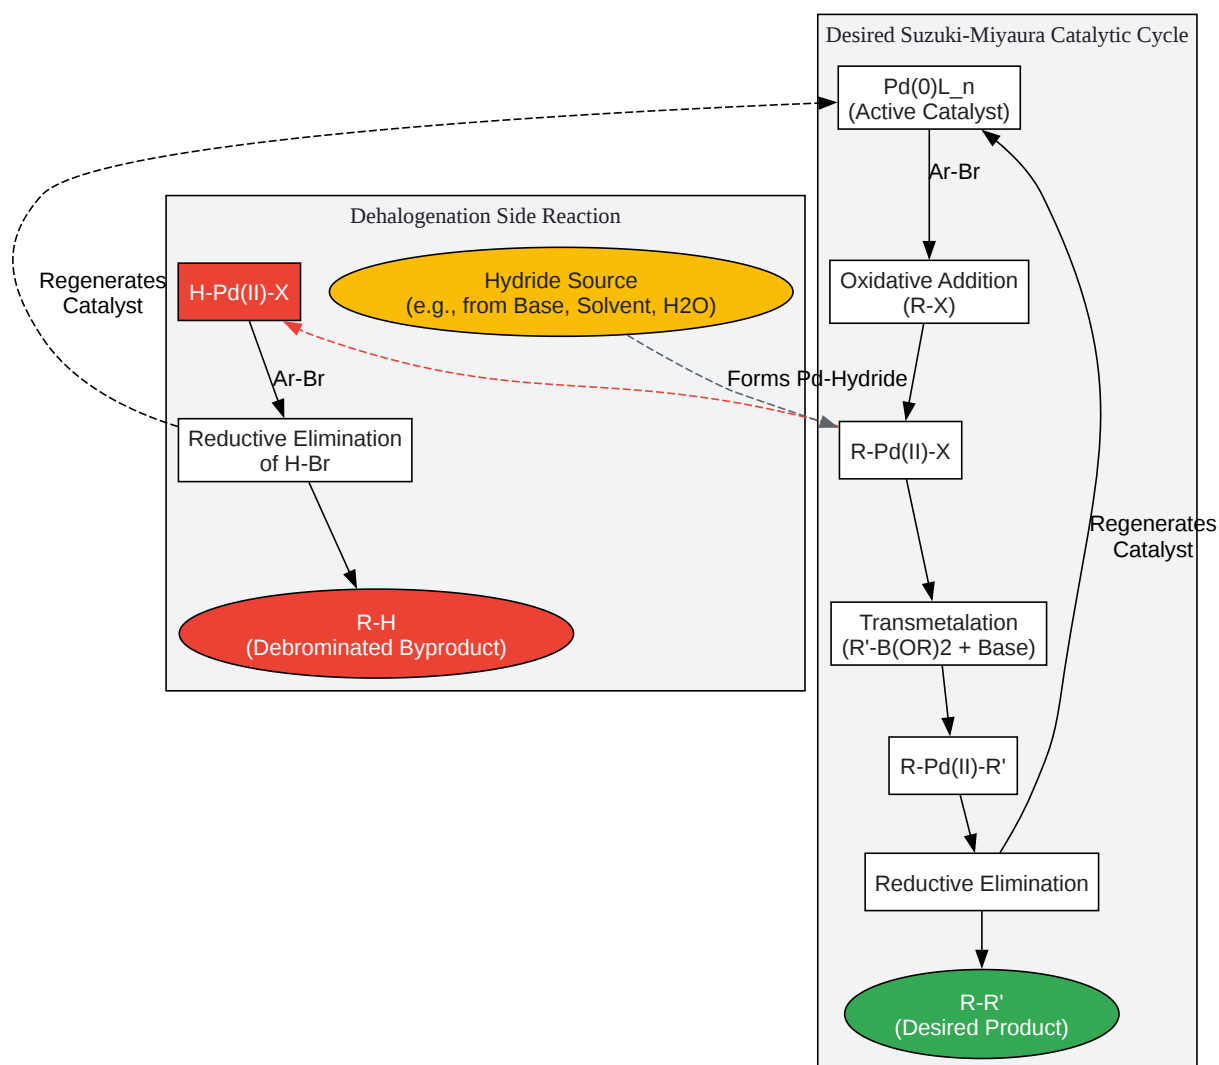 Desired Suzuki-Miyaura Catalytic Cycle
Pd(0)L_n
(Active Catalyst)
Ar-Br
Oxidative Addition
(R-X)
R-Pd(II)-X
Transmetalation
(R'-B(OR)2 + Base)
R-Pd(II)-R'
Reductive Elimination
R-R'
(Desired Product)
Regenerates
Catalyst
Dehalogenation Side Reaction
Hydride Source
(e.g., from Base, Solvent, H2O)
Forms Pd-Hydride
H-Pd(II)-X
Ar-Br
Reductive Elimination
of H-Br
R-H
(Debrominated Byproduct)
Regenerates
Catalyst